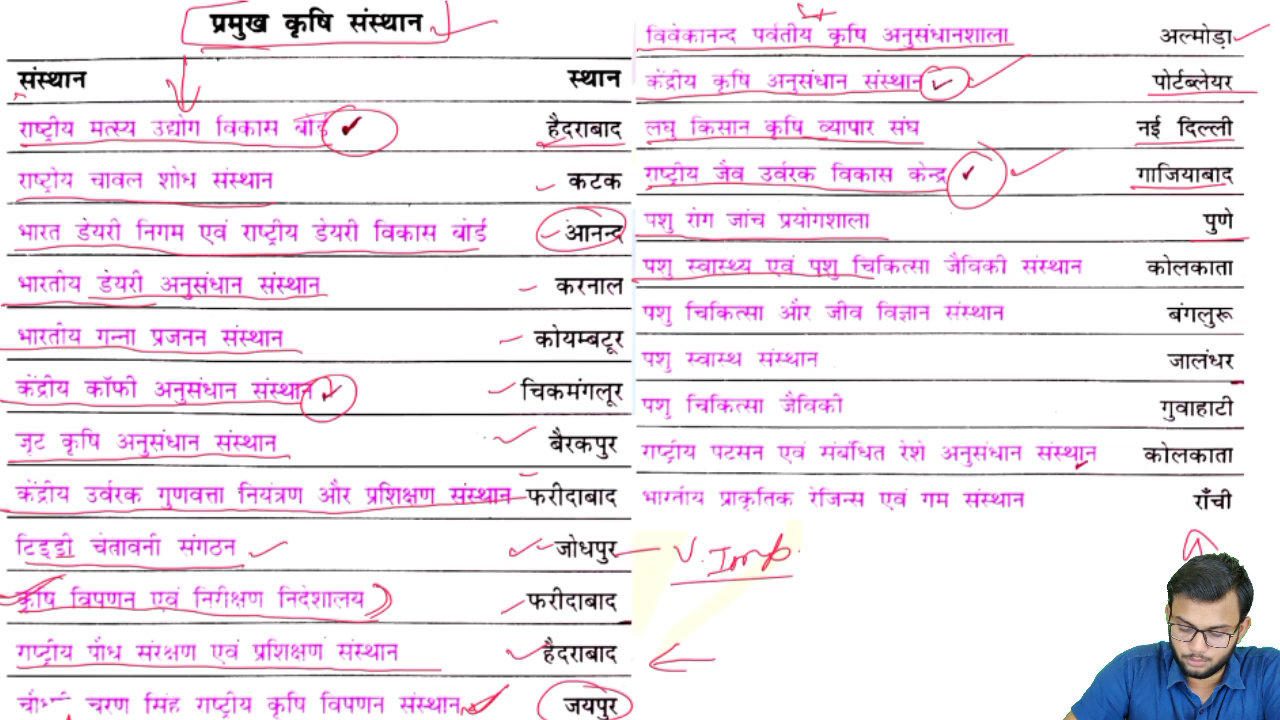 प्रमुख कृषि संस्थान
संस्थान स्थान
राष्ट्रीय मत्स्य उद्योग विकास बोर्ड हैदराबाद
राष्ट्रीय चावल शोध संस्थान कटक
भारत डेयरी निगम एवं राष्ट्रीय डेयरी विकास बोर्ड आनन्द
भारतीय डेयरी अनुसंधान संस्थान करनाल
भारतीय गन्ना प्रजनन संस्थान कोयम्बटूर
केंद्रीय कॉफी अनुसंधान संस्थान चिकमंगलूर
जूट कृषि अनुसंधान संस्थान बैरकपुर
केंद्रीय उर्वरक गुणवत्ता नियंत्रण और प्रशिक्षण संस्थान फरीदाबाद
टिड्डी चेतावनी संगठन जोधपुर
कृषि विपणन एवं निरीक्षण निदेशालय फरीदाबाद
राष्ट्रीय पौध संरक्षण एवं प्रशिक्षण संस्थान हैदराबाद
चरण सिंह राष्ट्रीय कृषि विपणन संस्थान जयपुर
विवेकानन्द पर्वतीय कृषि अनुसंधानशाला अल्मोड़ा
केंद्रीय कृषि अनुसंधान संस्थान पोर्टब्लेयर
लघु किसान कृषि व्यापार संघ नई दिल्ली
राष्ट्रीय जैव उर्वरक विकास केन्द्र गाजियाबाद
पशु रोग जांच प्रयोगशाला पुणे
पशु स्वास्थ्य एवं पशु चिकित्सा जैविकी संस्थान कोलकाता
पशु चिकित्सा और जीव विज्ञान संस्थान बंगलुरू
पशु स्वास्थ संस्थान जालंधर
पशु चिकित्सा जैविकी गुवाहाटी
राष्ट्रीय पटसन एवं संबंधित रेशे अनुसंधान संस्थान कोलकाता
भारतीय प्राकृतिक रेजिन्स एवं गम संस्थान राँची
V. Imp.